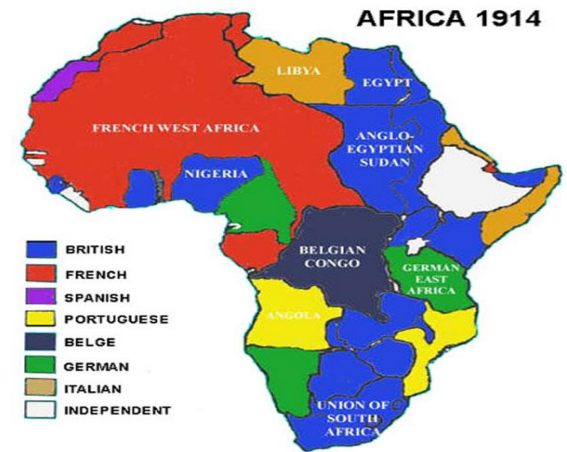 AFRICA 1914
LIBYA
EGYPT
FRENCH WEST AFRICA
ANGLO-
EGYPTIAN
SUDAN
NIGERIA
BELGIAN
CONGO
GERMAN
EAST
AFRICA
ANGOLA
UNION OF
SOUTH
AFRICA
BRITISH
FRENCH
SPANISH
PORTUGUESE
BELGE
GERMAN
ITALIAN
INDEPENDENT